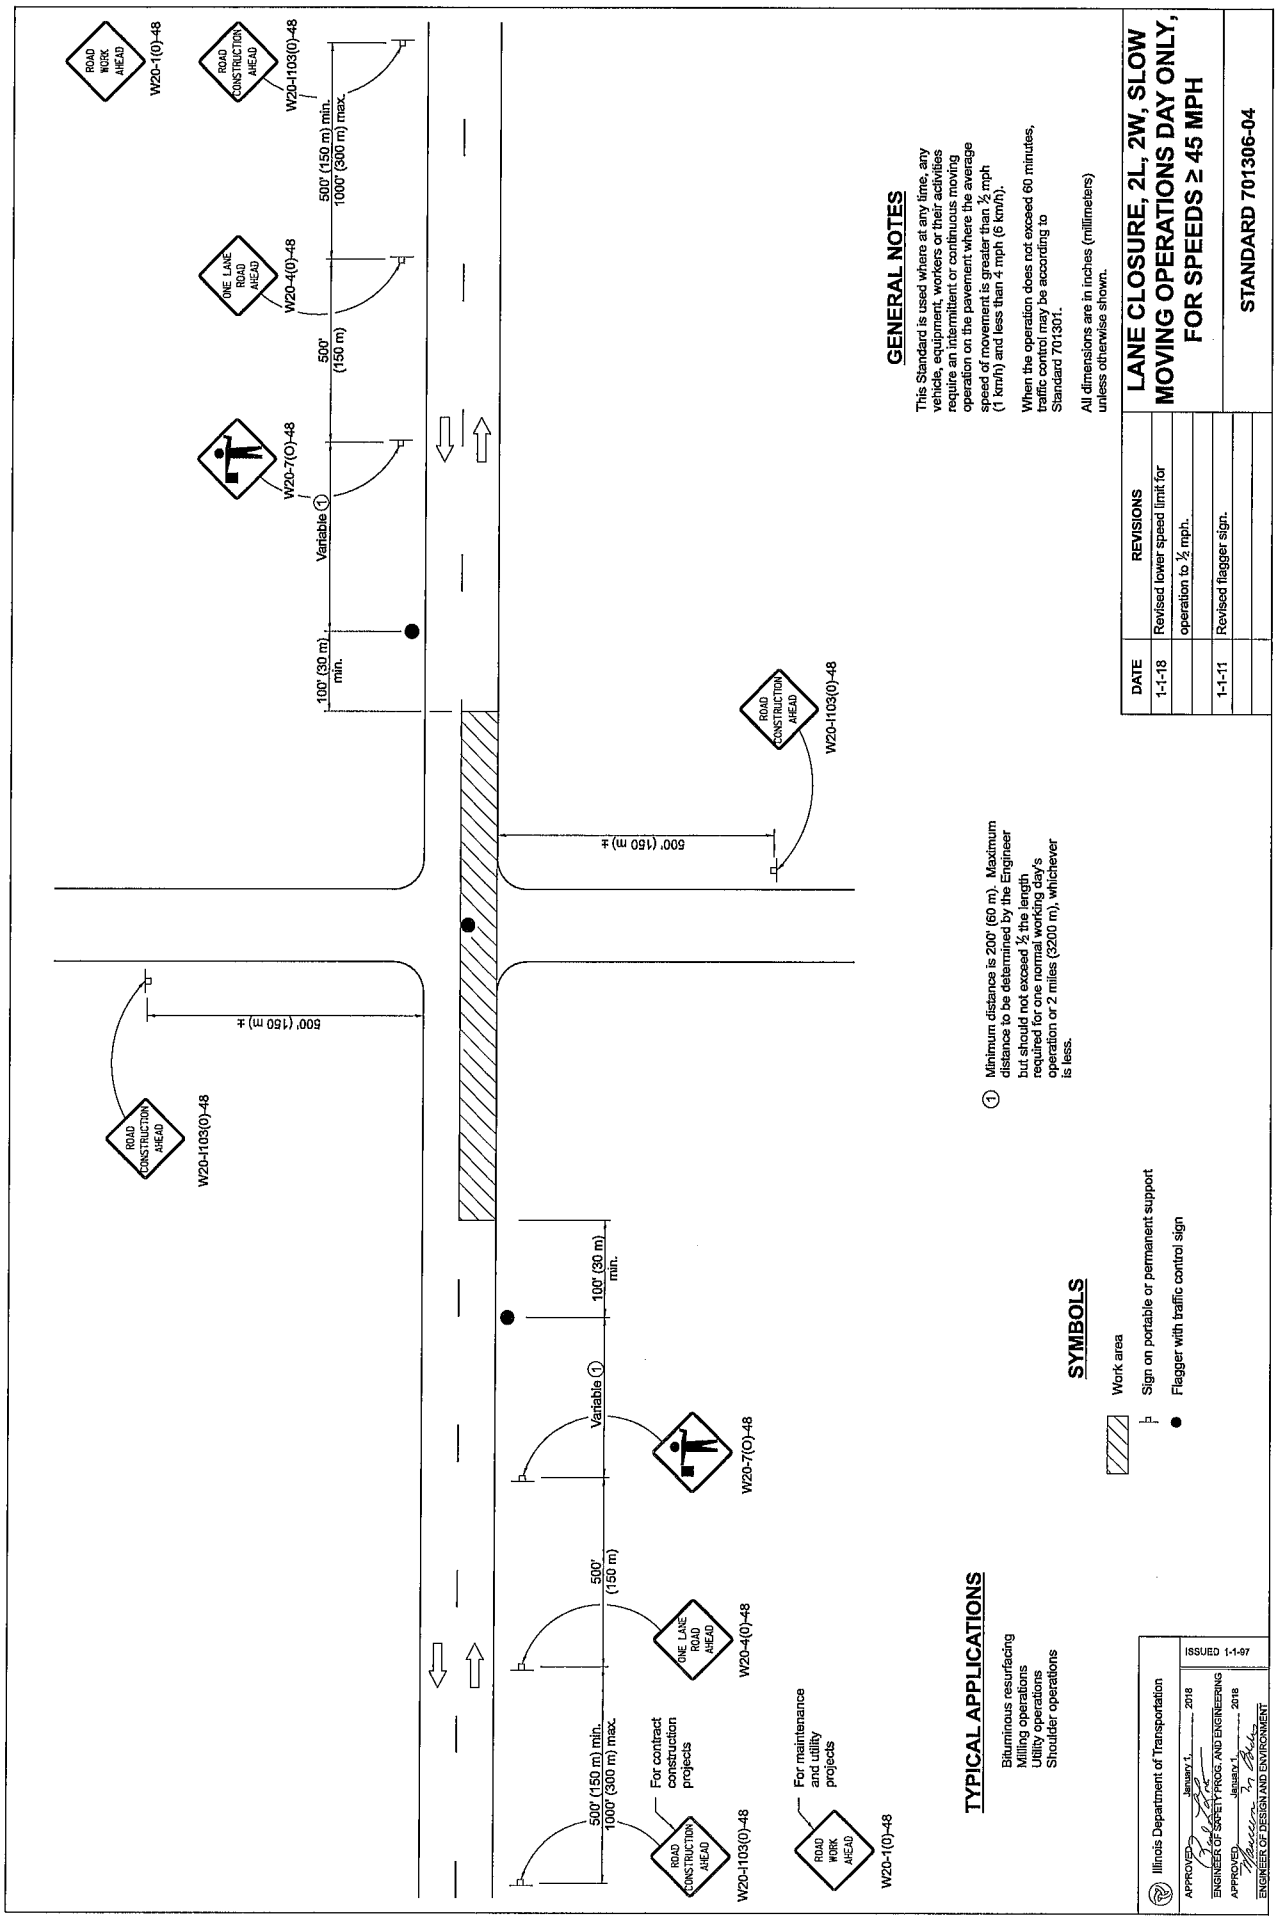 ROAD
WORK
AHEAD
W20-1(0)-48
ROAD
CONSTRUCTION
AHEAD
W20-I103(0)-48
500' (150 m) min.
1000' (300 m) max.
ONE LANE
ROAD
AHEAD
W20-4(0)-48
500'
(150 m)
W20-7(O)-48
Variable 1
100' (30 m)
min.
ROAD
CONSTRUCTION
AHEAD
W20-I103(0)-48
500' (150 m) ±
ROAD
CONSTRUCTION
AHEAD
W20-I103(0)-48
500' (150 m) ±
100' (30 m)
min.
Variable 1
W20-7(O)-48
500'
(150 m)
ONE LANE
ROAD
AHEAD
W20-4(0)-48
500' (150 m) min.
1000' (300 m) max.
For contract
construction
projects
ROAD
CONSTRUCTION
AHEAD
W20-I103(0)-48
For maintenance
and utility
projects
ROAD
WORK
AHEAD
W20-1(0)-48
TYPICAL APPLICATIONS
Bituminous resurfacing
Milling operations
Utility operations
Shoulder operations
SYMBOLS
Work area
Sign on portable or permanent support
Flagger with traffic control sign
1 Minimum distance is 200' (60 m). Maximum
distance to be determined by the Engineer
but should not exceed ½ the length
required for one normal working day's
operation or 2 miles (3200 m), whichever
is less.
GENERAL NOTES
This Standard is used where at any time, any
vehicle, equipment, workers or their activities
require an intermittent or continuous moving
operation on the pavement where the average
speed of movement is greater than ½ mph
(1 km/h) and less than 4 mph (6 km/h).
When the operation does not exceed 60 minutes,
traffic control may be according to
Standard 701301.
All dimensions are in inches (millimeters)
unless otherwise shown.
Illinois Department of Transportation
APPROVED January 1, 2018
ENGINEER OF SAFETY PROG. AND ENGINEERING
APPROVED January 1, 2018
ENGINEER OF DESIGN AND ENVIRONMENT
ISSUED 1-1-97
DATE REVISIONS
1-1-18 Revised lower speed limit for
operation to ½ mph.
1-1-11 Revised flagger sign.
LANE CLOSURE, 2L, 2W, SLOW
MOVING OPERATIONS DAY ONLY,
FOR SPEEDS ≥ 45 MPH
STANDARD 701306-04